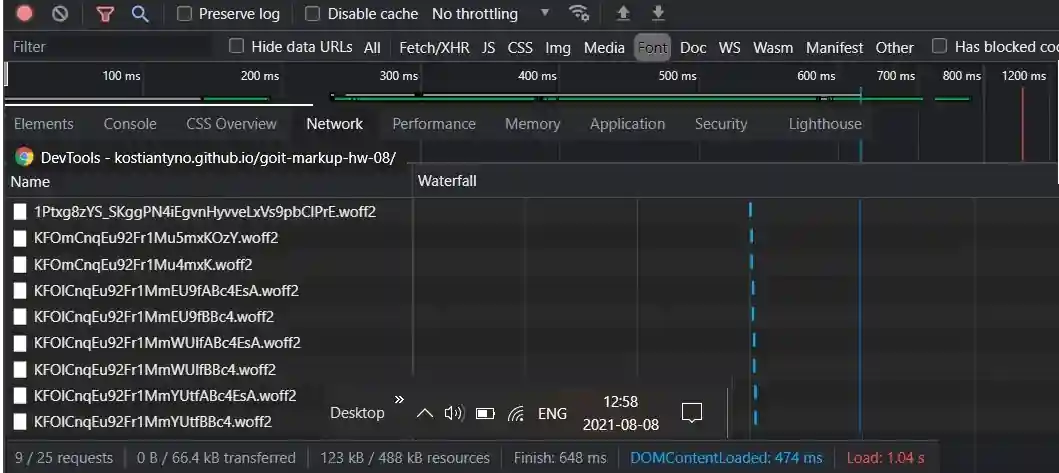 Preserve log Disable cache No throttling
Filter Hide data URLs All Fetch/XHR JS CSS Img Media Font Doc WS Wasm Manifest Other Has blocked coo
100 ms 200 ms 300 ms 400 ms 500 ms 600 ms 700 ms 800 ms 1200 ms
Elements Console CSS Overview Network Performance Memory Application Security Lighthouse
DevTools - kostiantyno.github.io/goit-markup-hw-08/
Name Waterfall
1Ptxg8zYS_SKggPN4iEgvnHyvveLxVs9pbCIPrE.woff2
KFOmCnqEu92Fr1Mu5mxKOzY.woff2
KFOmCnqEu92Fr1Mu4mxK.woff2
KFOlCnqEu92Fr1MmEU9fABc4EsA.woff2
KFOlCnqEu92Fr1MmEU9fBBc4.woff2
KFOlCnqEu92Fr1MmWUlfABc4EsA.woff2
KFOlCnqEu92Fr1MmWUlfBBc4.woff2
KFOlCnqEu92Fr1MmYUtfABc4EsA.woff2
KFOlCnqEu92Fr1MmYUtfBBc4.woff2
Desktop » ENG 12:58
2021-08-08
9 / 25 requests 0 B / 66.4 kB transferred 123 kB / 488 kB resources Finish: 648 ms DOMContentLoaded: 474 ms Load: 1.04 s